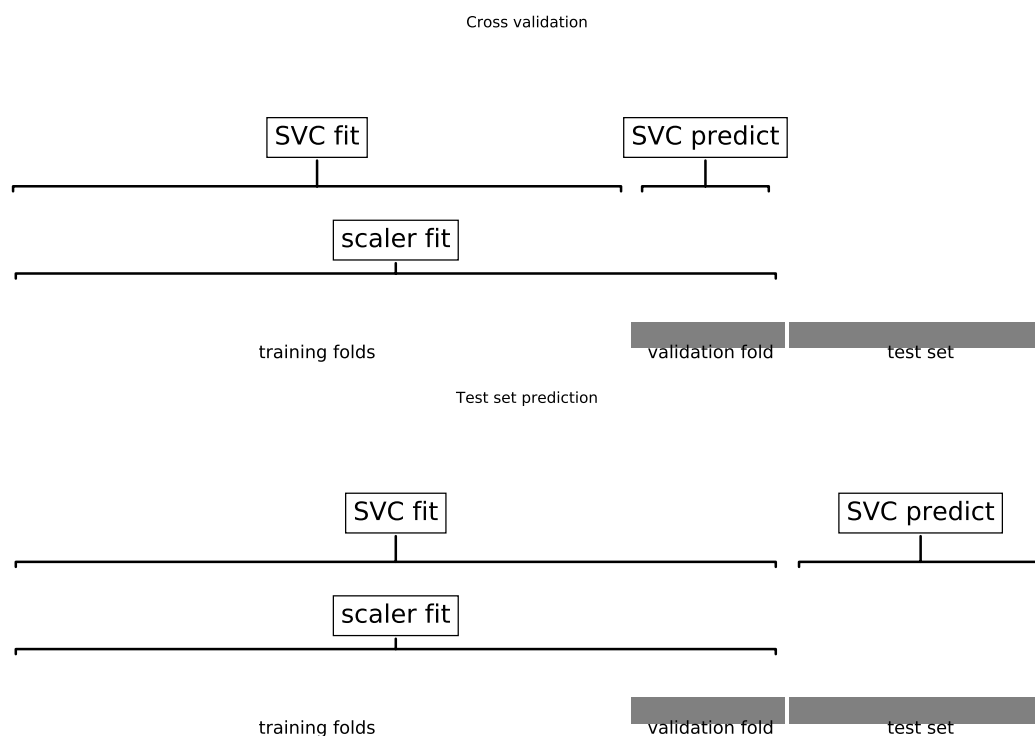 Cross validation
SVC fit
SVC predict
scaler fit
training folds
validation fold
test set
Test set prediction
SVC fit
SVC predict
scaler fit
training folds
validation fold
test set